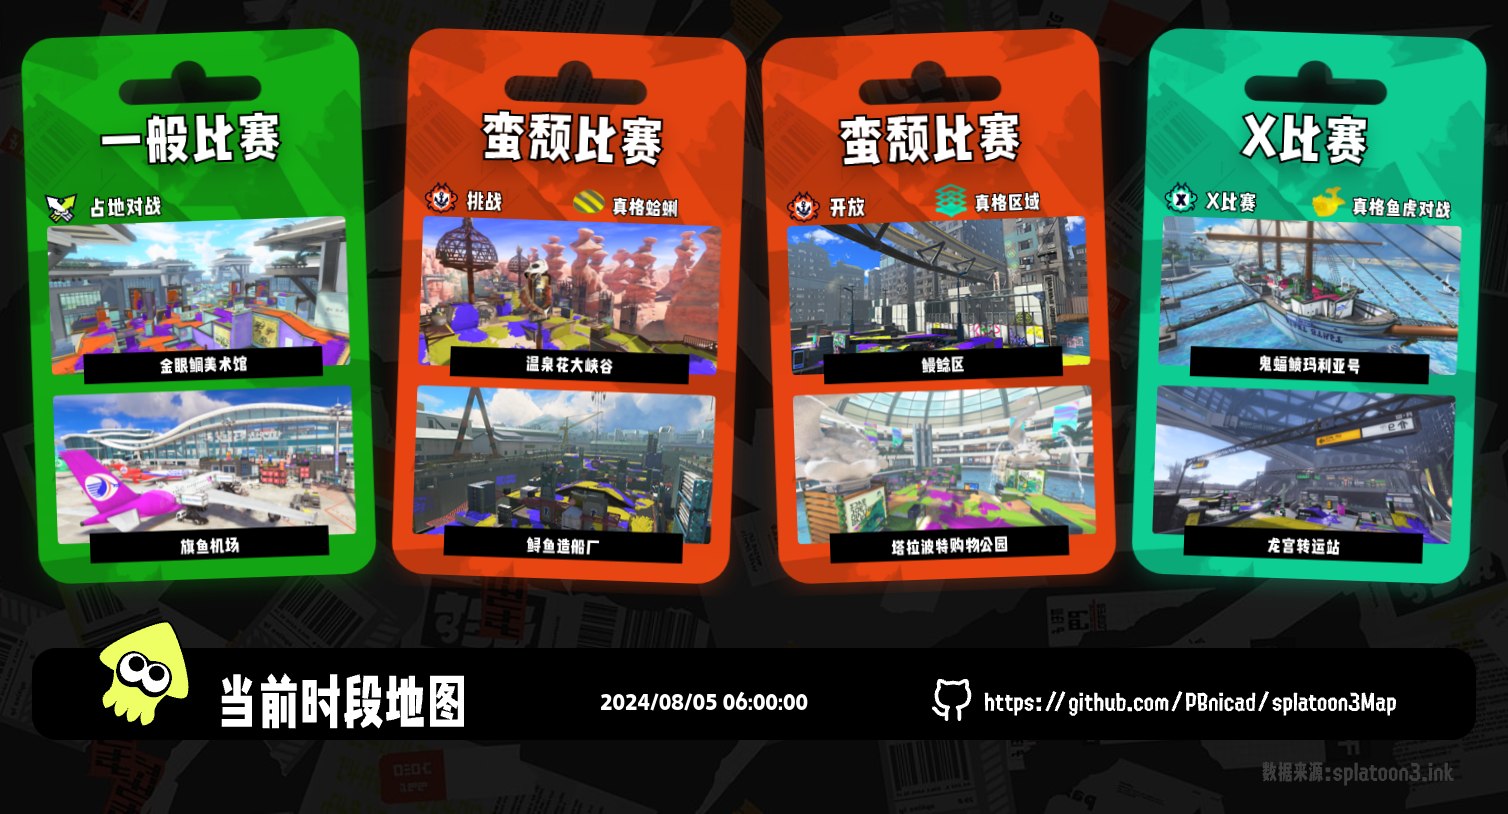 一般比赛
占地对战
金眼鲷美术馆
旗鱼机场
蛮颓比赛
挑战
真格蛤蜊
温泉花大峡谷
鲟鱼造船厂
蛮颓比赛
开放
真格区域
鳗鲶区
塔拉波特购物公园
X比赛
X比赛
真格鱼虎对战
鬼蝠鲼玛利亚号
龙宫转运站
当前时段地图
2024/08/05 06:00:00
https://github.com/PBnicad/splatoon3Map
数据来源:splatoon3.ink